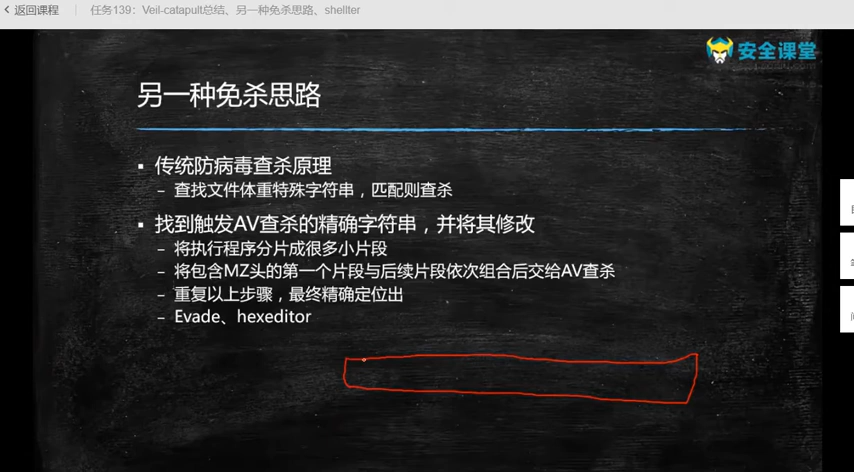 返回课程
任务139：Veil-catapult总结、另一种免杀思路、shellter
安全课堂
另一种免杀思路
传统防病毒查杀原理
– 查找文件体重特殊字符串，匹配则查杀
找到触发AV查杀的精确字符串，并将其修改
– 将执行程序分片成很多小片段
– 将包含MZ头的第一个片段与后续片段依次组合后交给AV查杀
– 重复以上步骤，最终精确定位出
– Evade、hexeditor